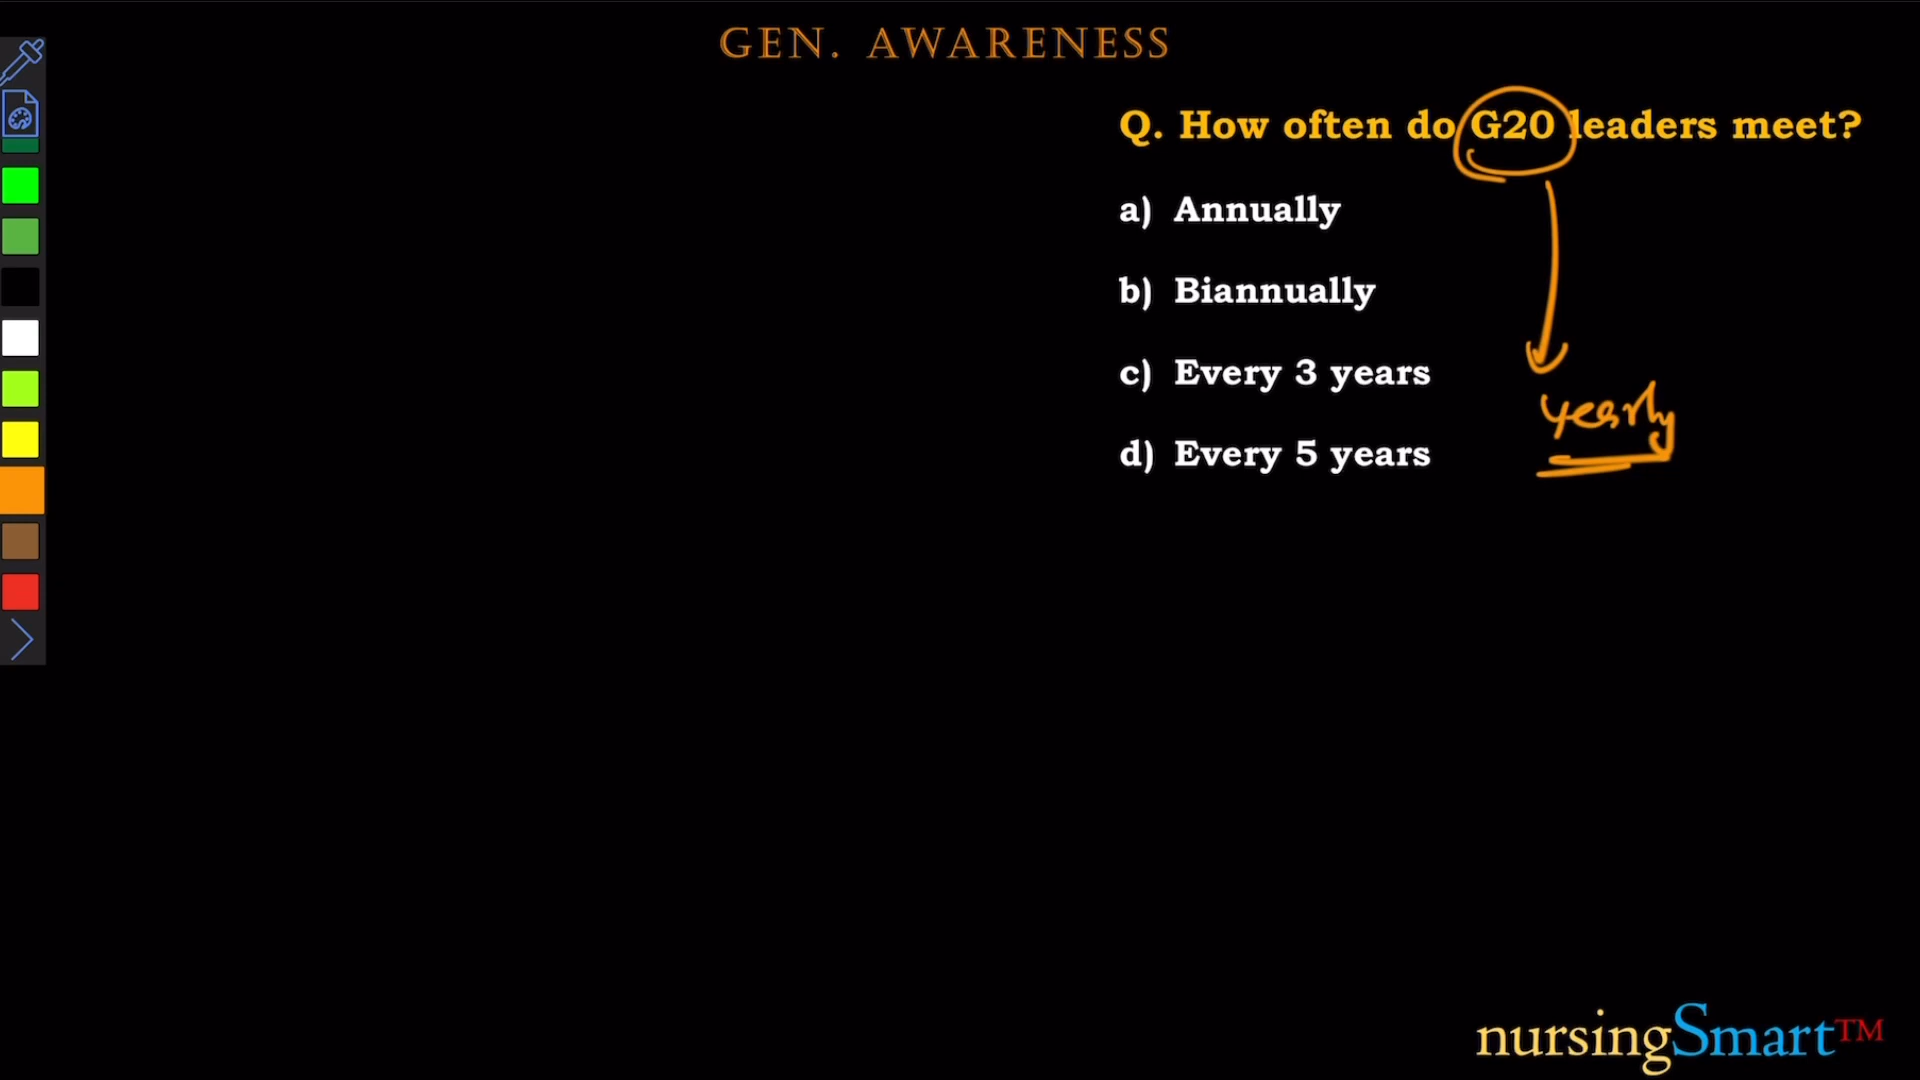 GEN. AWARENESS
Q. How often do G20 leaders meet?
a) Annually
b) Biannually
c) Every 3 years
d) Every 5 years
yearly
nursingSmart™